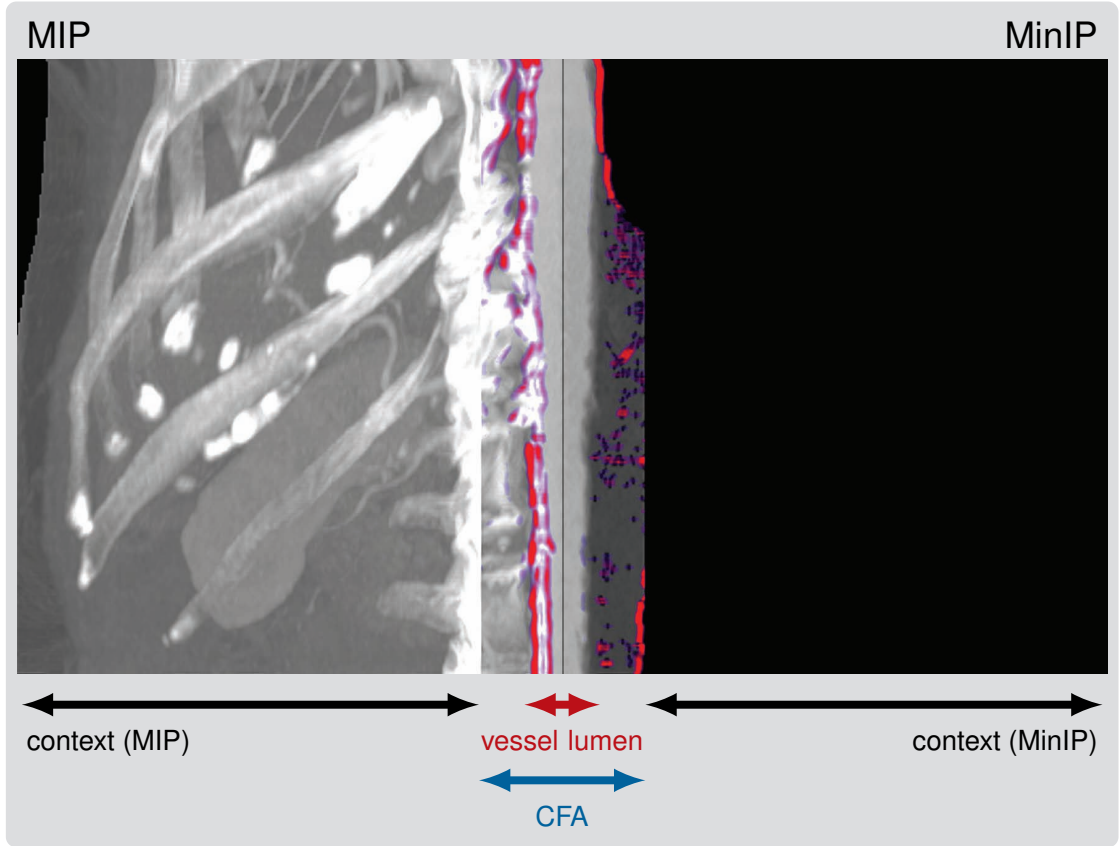 MIP
MinIP
context (MIP)
vessel lumen
context (MinIP)
CFA